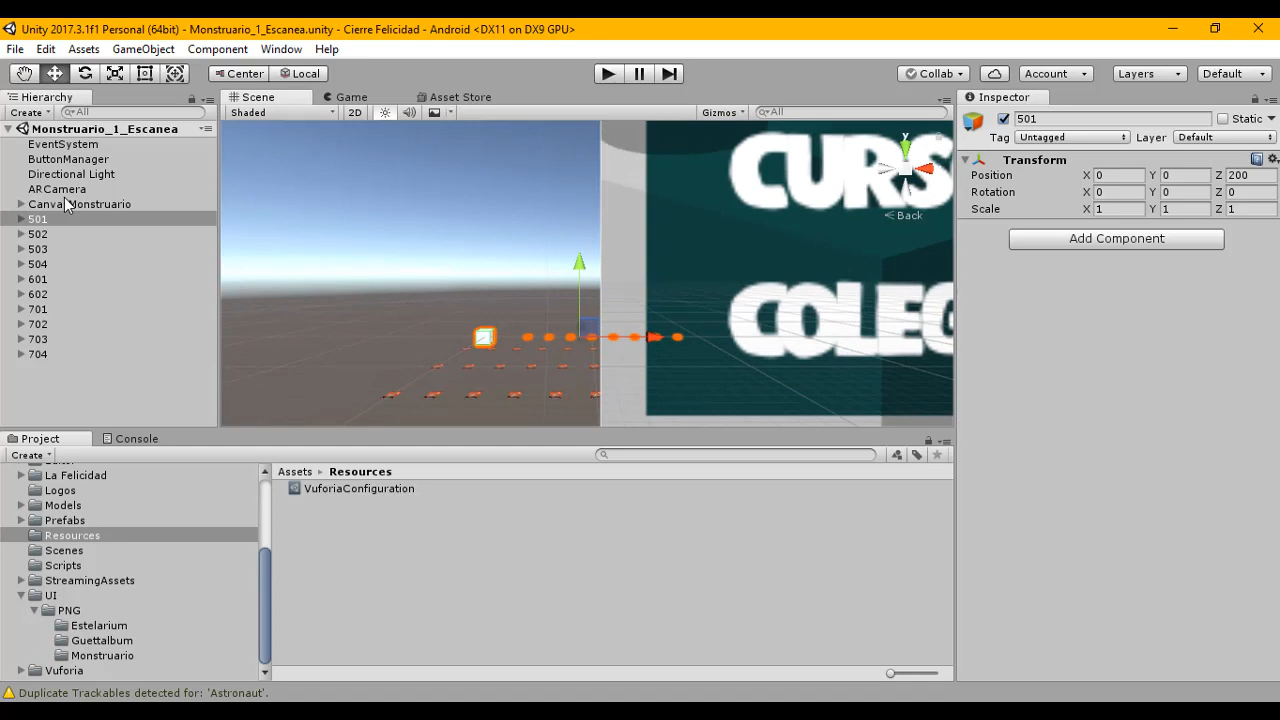 Unity 2017.3.1f1 Personal (64bit) - Monstruario_1_Escanea.unity - Cierre Felicidad - Android <DX11 on DX9 GPU>
File Edit Assets GameObject Component Window Help
Center Local Collab Account Layers Default
Hierarchy Scene Game Asset Store Inspector
Create All Shaded 2D Gizmos All 501 Static
Monstruario_1_Escanea Tag Untagged Layer Default
EventSystem
ButtonManager Transform
Directional Light Position X 0 Y 0 Z 200
ARCamera Rotation X 0 Y 0 Z 0
Scale X 1 Y 1 Z 1
501
502 Add Component
503
504
601
602
701
702
703
704
y
Back
CURS
COLEG
Project Console
Create
La Felicidad Assets Resources
Logos VuforiaConfiguration
Models
Prefabs
Resources
Scenes
Scripts
StreamingAssets
UI
PNG
Estelarium
Guettalbum
Monstruario
Vuforia
Duplicate Trackables detected for: 'Astronaut'.